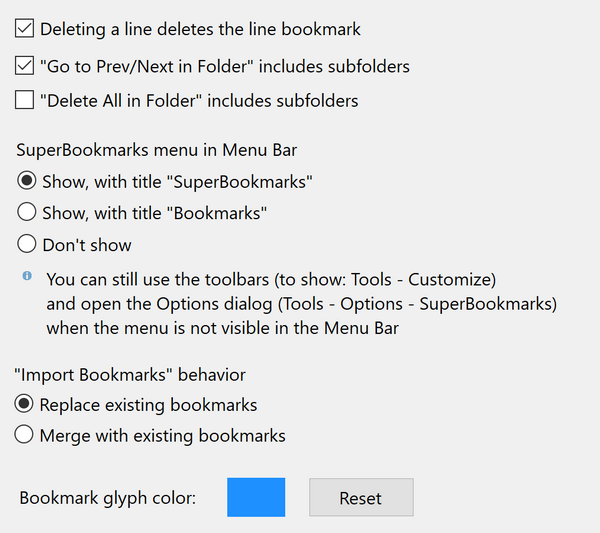 Deleting a line deletes the line bookmark
"Go to Prev/Next in Folder" includes subfolders
"Delete All in Folder" includes subfolders
SuperBookmarks menu in Menu Bar
Show, with title "SuperBookmarks"
Show, with title "Bookmarks"
Don't show
You can still use the toolbars (to show: Tools - Customize)
and open the Options dialog (Tools - Options - SuperBookmarks)
when the menu is not visible in the Menu Bar
"Import Bookmarks" behavior
Replace existing bookmarks
Merge with existing bookmarks
Bookmark glyph color:
Reset